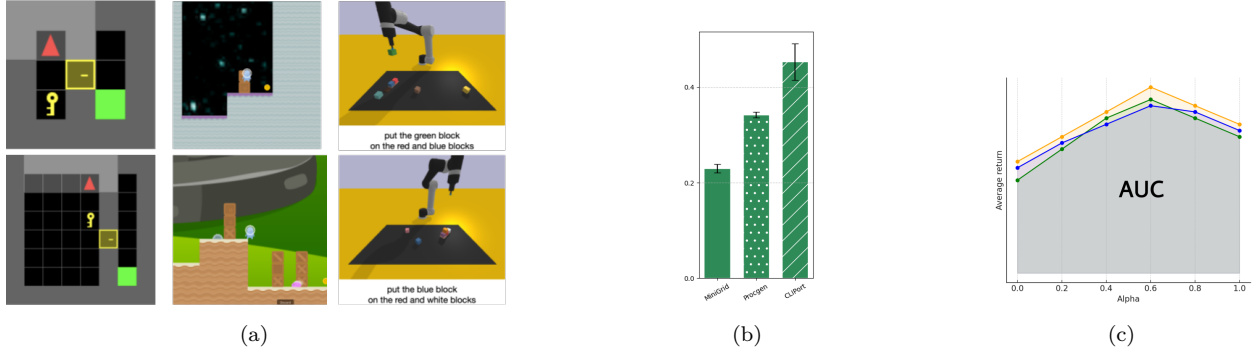 put the green block
on the red and blue blocks
put the blue block
on the red and white blocks
(a)
0.4
0.2
0.0
MiniGrid
Procgen
CLIPort
(b)
Average return
AUC
0.0 0.2 0.4 0.6 0.8 1.0
Alpha
(c)